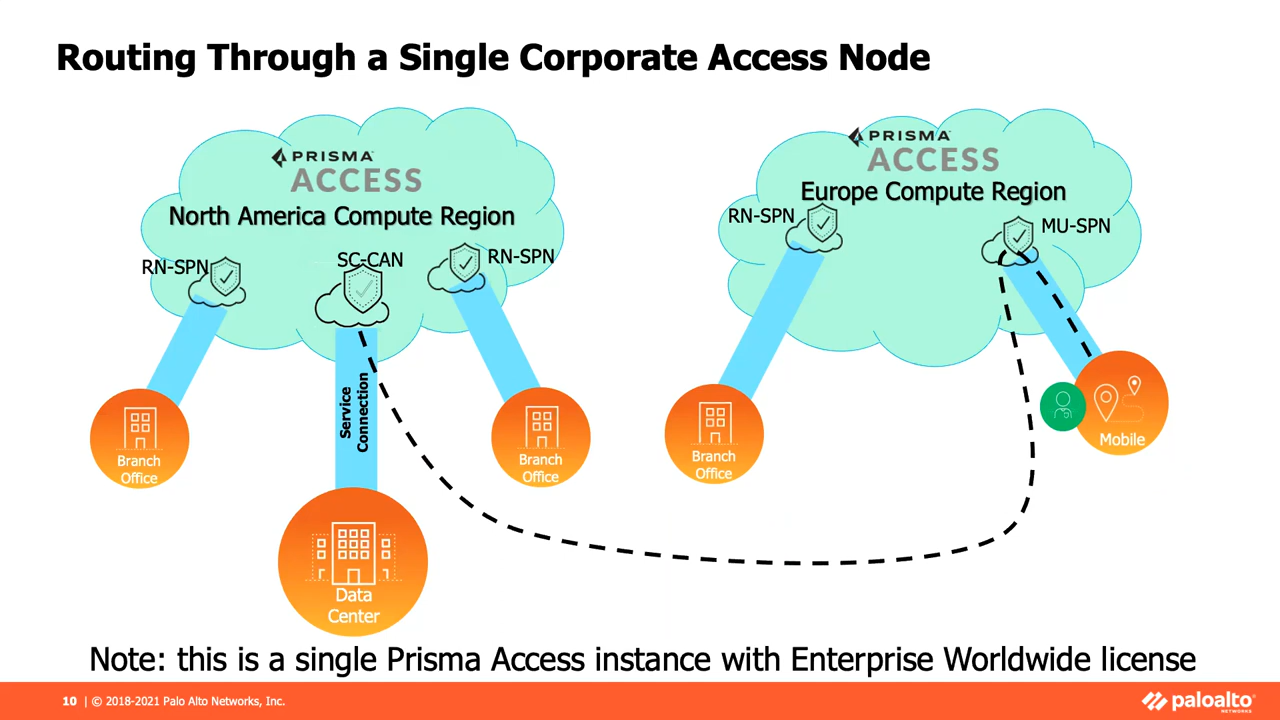 Routing Through a Single Corporate Access Node
PRISMA™
ACCESS
North America Compute Region
RN-SPN
SC-CAN
RN-SPN
Service
Connection
Branch
Office
Branch
Office
Data
Center
PRISMA™
ACCESS
Europe Compute Region
RN-SPN
MU-SPN
Branch
Office
Mobile
Note: this is a single Prisma Access instance with Enterprise Worldwide license
10 | © 2018-2021 Palo Alto Networks, Inc.
paloalto®
NETWORKS